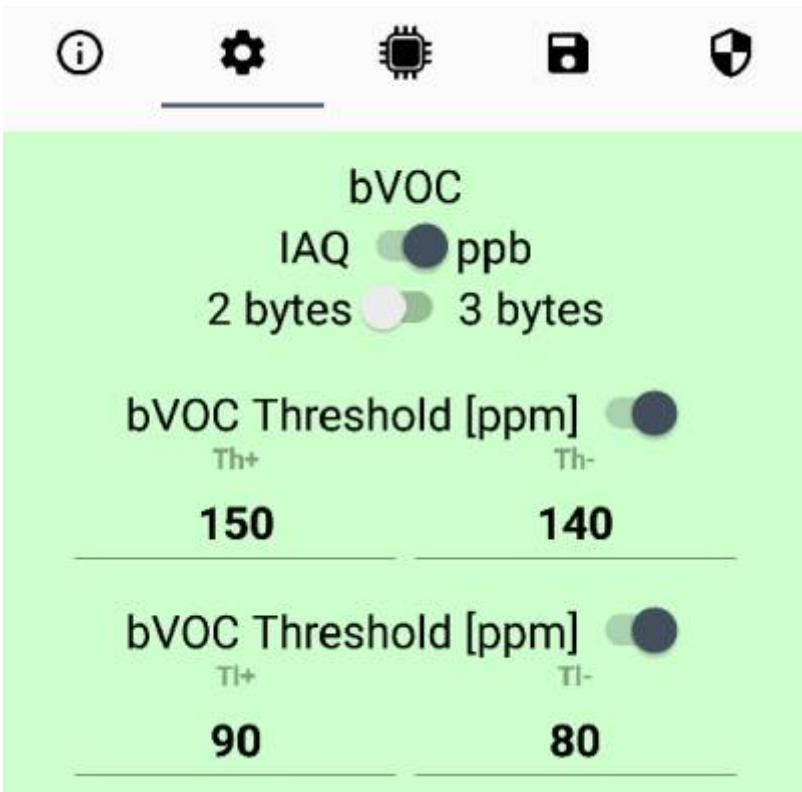 bVOC
IAQ ppb
2 bytes 3 bytes
bVOC Threshold [ppm]
Th+ Th-
150 140
bVOC Threshold [ppm]
Tl+ Tl-
90 80